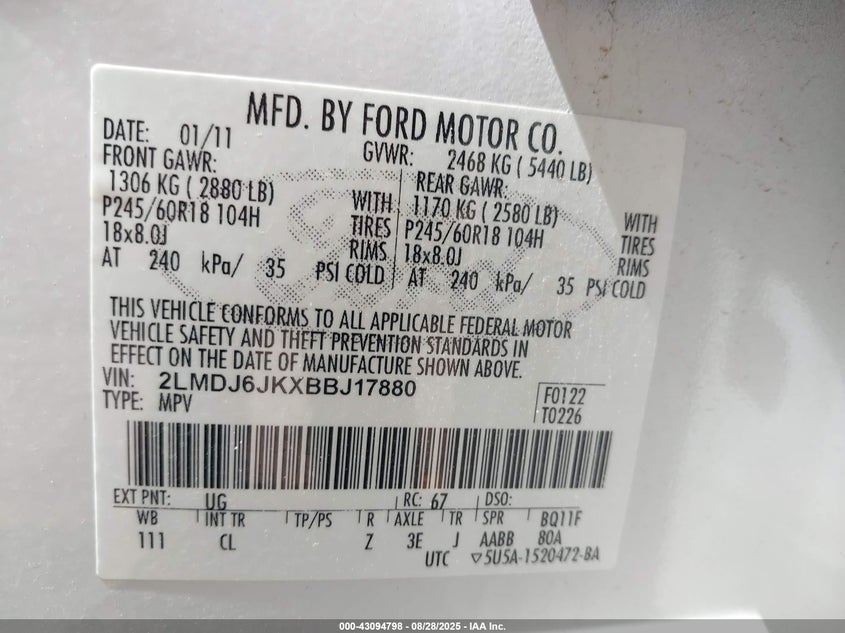 MFD. BY FORD MOTOR CO.
DATE: 01/11
GVWR: 2468 KG ( 5440 LB)
FRONT GAWR:
1306 KG ( 2880 LB)
P245/60R18 104H
18x8.0J
WITH
TIRES
RIMS
AT 240 kPa/ 35 PSI COLD
REAR GAWR:
1170 KG ( 2580 LB)
P245/60R18 104H
18x8.0J
WITH
TIRES
RIMS
AT 240 kPa/ 35 PSI COLD
THIS VEHICLE CONFORMS TO ALL APPLICABLE FEDERAL MOTOR
VEHICLE SAFETY AND THEFT PREVENTION STANDARDS IN
EFFECT ON THE DATE OF MANUFACTURE SHOWN ABOVE.
VIN: 2LMDJ6JKXBBJ17880
TYPE: MPV
F0122
T0226
EXT PNT: UG RC: 67 DSO:
WB INT TR TP/PS R AXLE TR SPR BQ11F
111 CL Z 3E J AABB 80A
UTC ▽5U5A-1520472-BA
000-43094798 - 08/28/2025 - IAA Inc.